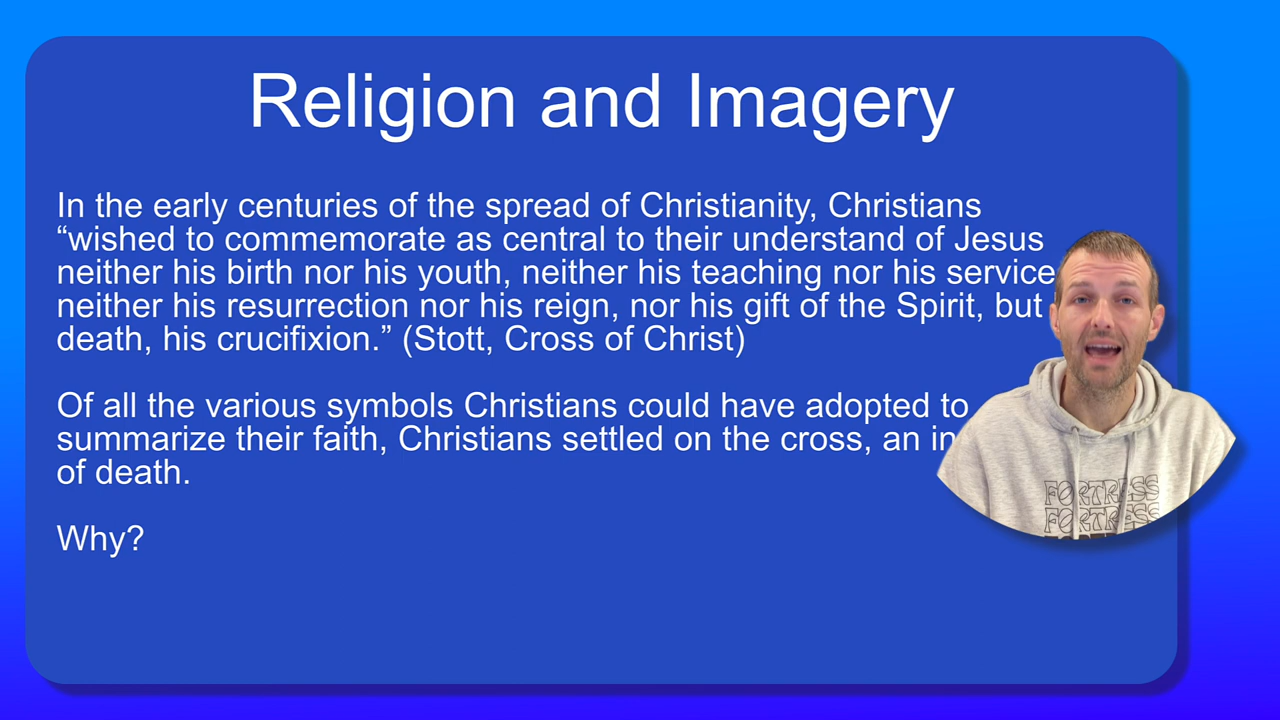 Religion and Imagery
In the early centuries of the spread of Christianity, Christians
“wished to commemorate as central to their understand of Jesus
neither his birth nor his youth, neither his teaching nor his service
neither his resurrection nor his reign, nor his gift of the Spirit, but
death, his crucifixion.” (Stott, Cross of Christ)
Of all the various symbols Christians could have adopted to
summarize their faith, Christians settled on the cross, an
of death.
Why?
FORTRESS
FORTRESS